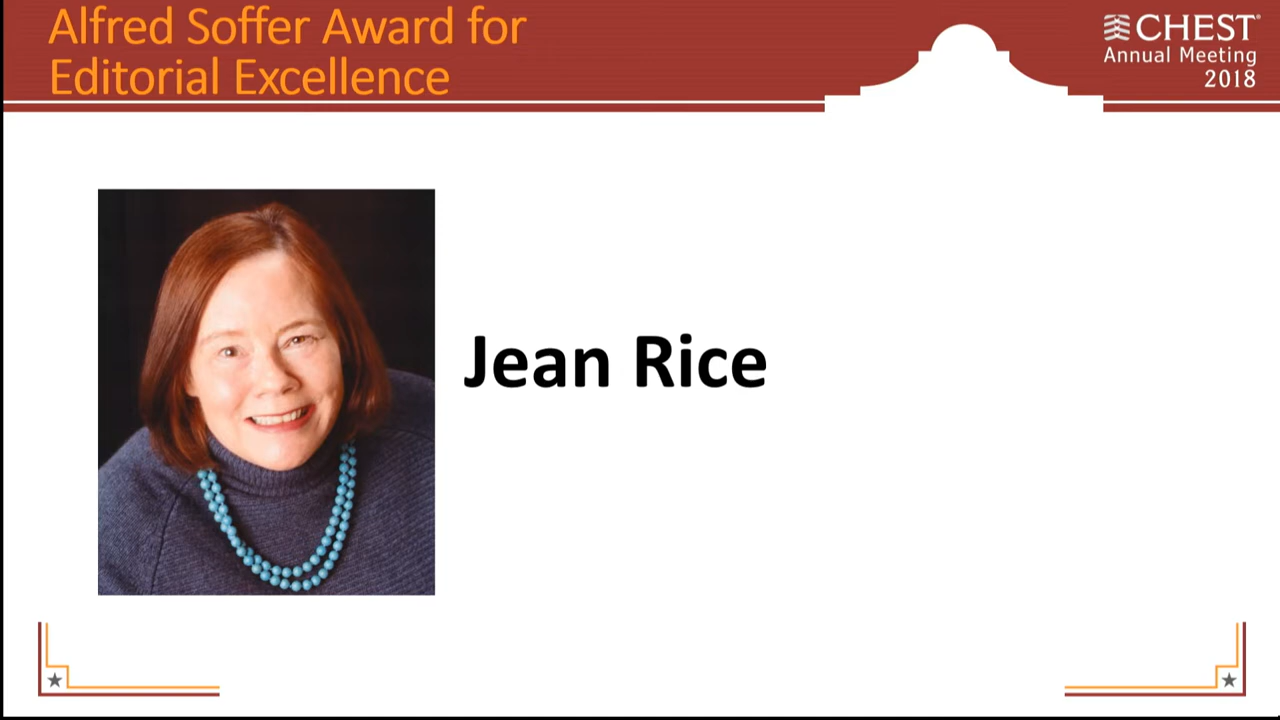 Alfred Soffer Award for
Editorial Excellence
CHEST®
Annual Meeting
2018
Jean Rice